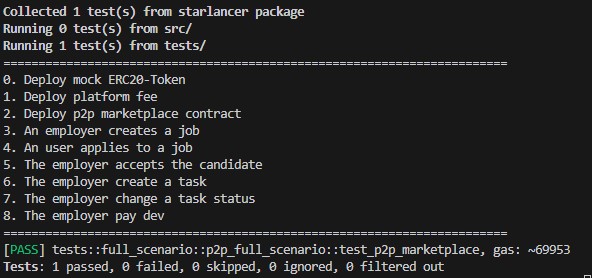 Collected 1 test(s) from starlancer package
Running 0 test(s) from src/
Running 1 test(s) from tests/
========================================================================
0. Deploy mock ERC20-Token
1. Deploy platform fee
2. Deploy p2p marketplace contract
3. An employer creates a job
4. An user applies to a job
5. The employer accepts the candidate
6. The employer create a task
7. The employer change a task status
8. The employer pay dev
========================================================================
[PASS] tests::full_scenario::p2p_full_scenario::test_p2p_marketplace, gas: ~69953
Tests: 1 passed, 0 failed, 0 skipped, 0 ignored, 0 filtered out